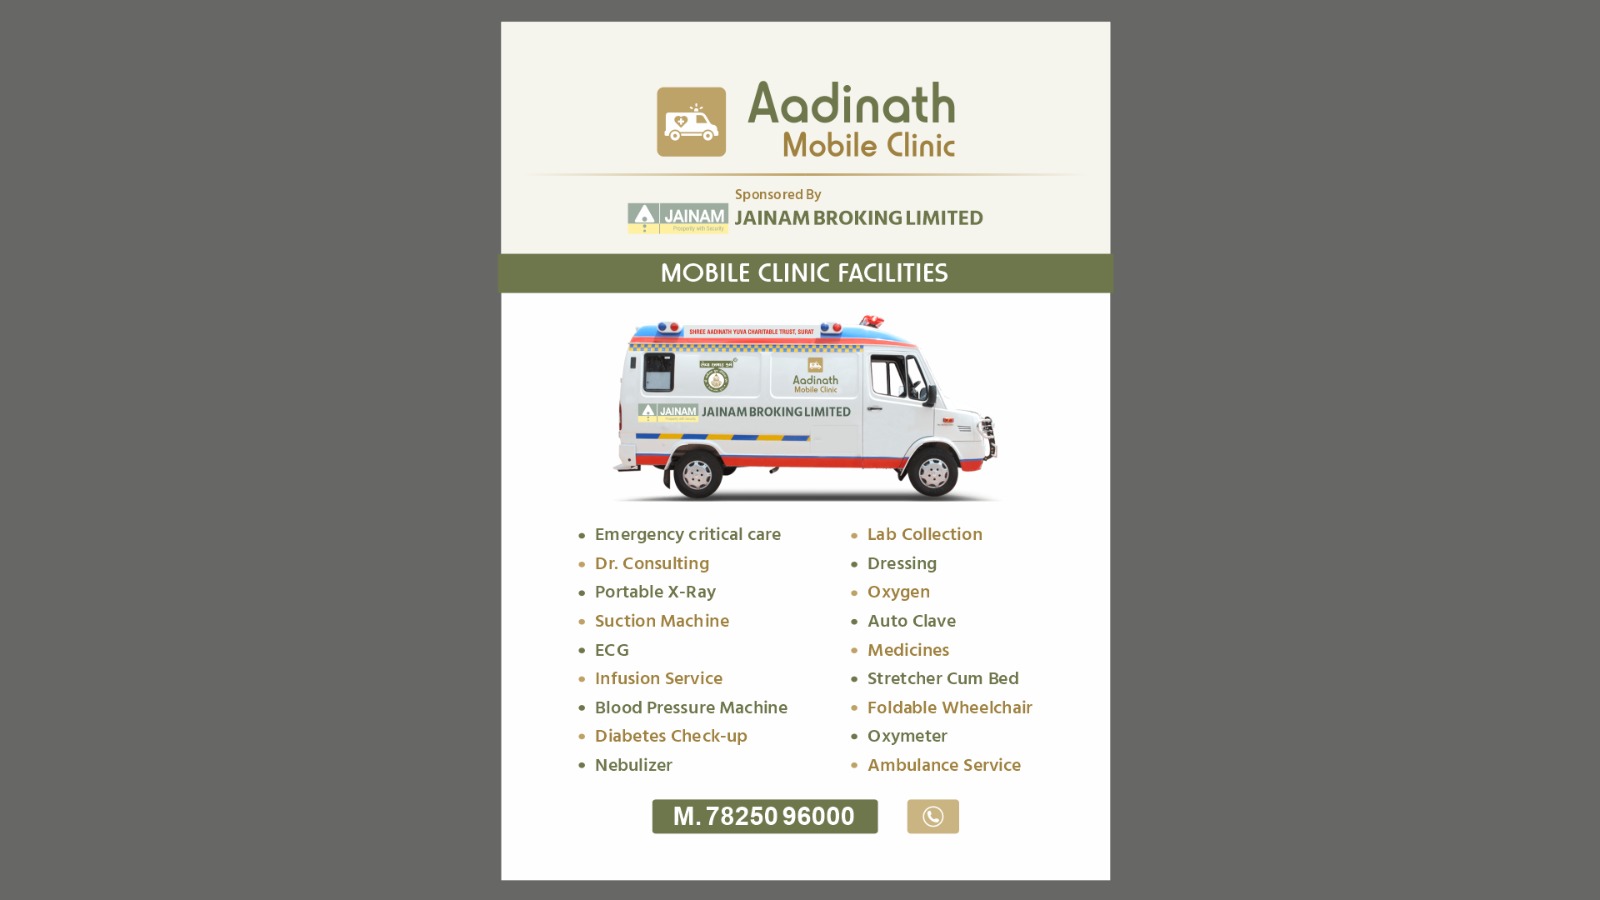 Aadinath
Mobile Clinic
Sponsored By
JAINAM
Prosperity with Security
JAINAM BROKING LIMITED
MOBILE CLINIC FACILITIES
SHREE AADINATH YUVA CHARITABLE TRUST, SURAT
Aadinath
Mobile Clinic
JAINAM
JAINAM BROKING LIMITED
• Emergency critical care
• Dr. Consulting
• Portable X-Ray
• Suction Machine
• ECG
• Infusion Service
• Blood Pressure Machine
• Diabetes Check-up
• Nebulizer
• Lab Collection
• Dressing
• Oxygen
• Auto Clave
• Medicines
• Stretcher Cum Bed
• Foldable Wheelchair
• Oxymeter
• Ambulance Service
M. 78250 96000